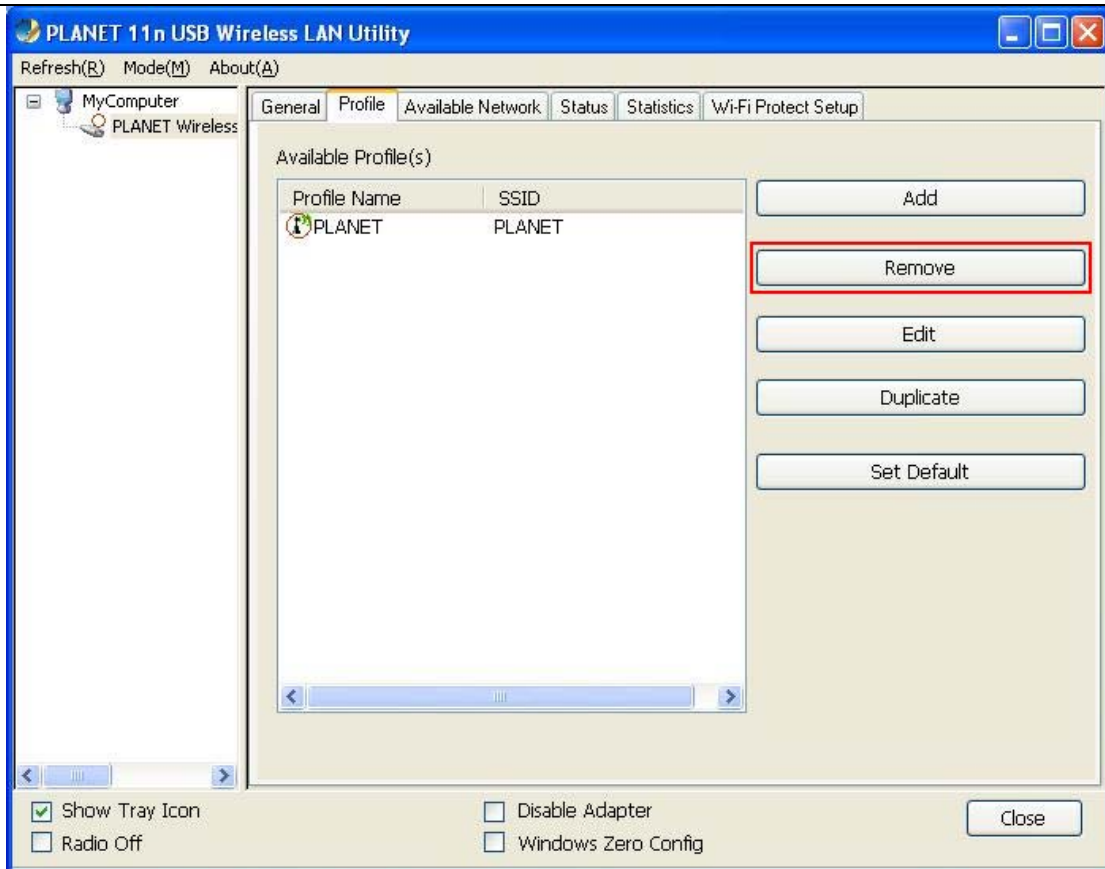 PLANET 11n USB Wireless LAN Utility
Refresh(R) Mode(M) About(A)
MyComputer
PLANET Wireless
General Profile Available Network Status Statistics Wi-Fi Protect Setup
Available Profile(s)
Profile Name SSID
PLANET PLANET
Add
Remove
Edit
Duplicate
Set Default
Show Tray Icon
Radio Off
Disable Adapter
Windows Zero Config
Close